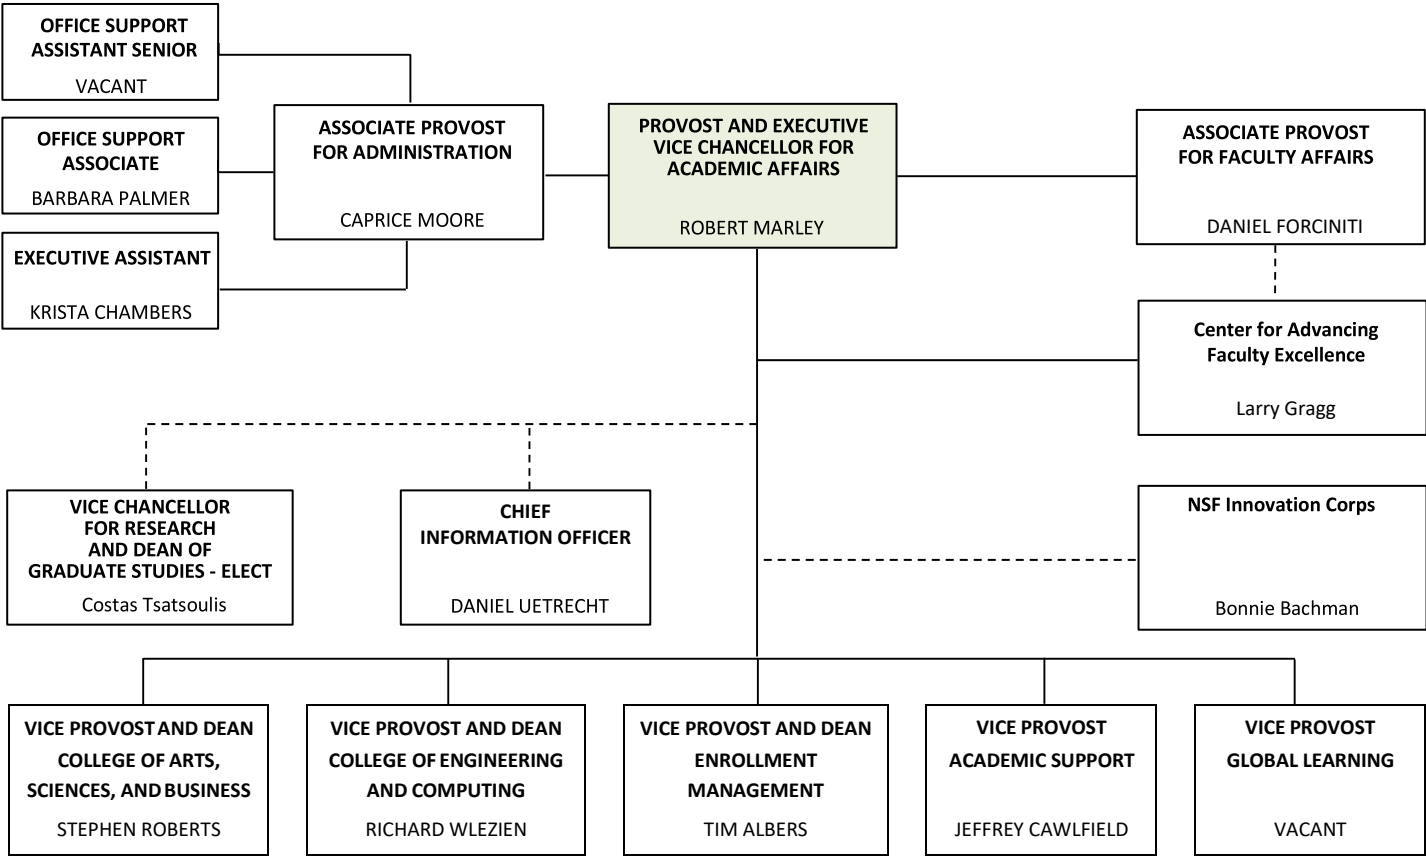 OFFICE SUPPORT
ASSISTANT SENIOR
VACANT
OFFICE SUPPORT
ASSOCIATE
BARBARA PALMER
EXECUTIVE ASSISTANT
KRISTA CHAMBERS
ASSOCIATE PROVOST
FOR ADMINISTRATION
CAPRICE MOORE
PROVOST AND EXECUTIVE
VICE CHANCELLOR FOR
ACADEMIC AFFAIRS
ROBERT MARLEY
ASSOCIATE PROVOST
FOR FACULTY AFFAIRS
DANIEL FORCINITI
Center for Advancing
Faculty Excellence
Larry Gragg
VICE CHANCELLOR
FOR RESEARCH
AND DEAN OF
GRADUATE STUDIES - ELECT
Costas Tsatsoulis
CHIEF
INFORMATION OFFICER
DANIEL UETRECHT
NSF Innovation Corps
Bonnie Bachman
VICE PROVOST AND DEAN
COLLEGE OF ARTS,
SCIENCES, AND BUSINESS
STEPHEN ROBERTS
VICE PROVOST AND DEAN
COLLEGE OF ENGINEERING
AND COMPUTING
RICHARD WLEZIEN
VICE PROVOST AND DEAN
ENROLLMENT
MANAGEMENT
TIM ALBERS
VICE PROVOST
ACADEMIC SUPPORT
JEFFREY CAWLFIELD
VICE PROVOST
GLOBAL LEARNING
VACANT